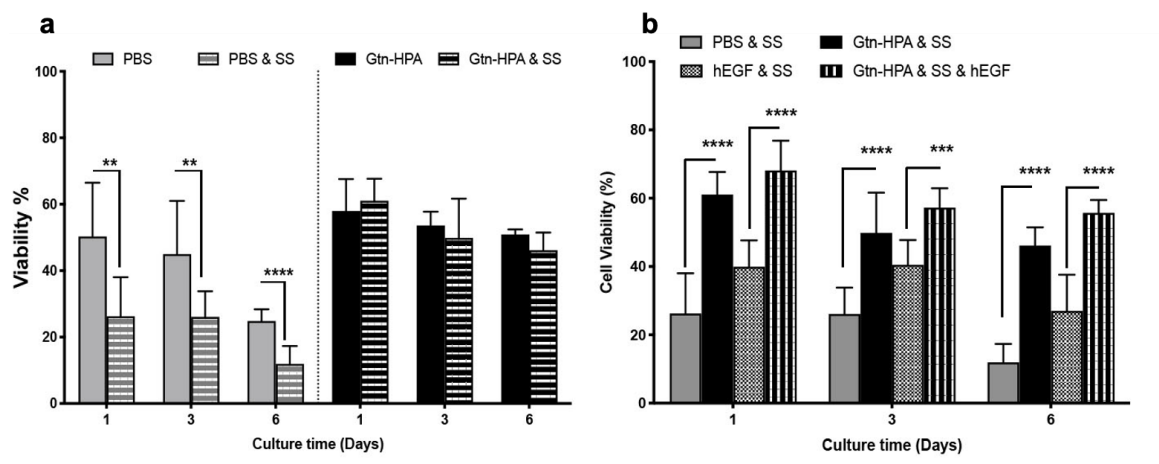 a
PBS PBS & SS Gtn-HPA Gtn-HPA & SS
100
80
60
40
20
0
Viability %
** ** ****
1 3 6 1 3 6
Culture time (Days)
b
PBS & SS Gtn-HPA & SS
hEGF & SS Gtn-HPA & SS & hEGF
100
80
60
40
20
0
Cell Viability (%)
**** **** **** *** **** ****
1 3 6
Culture time (Days)